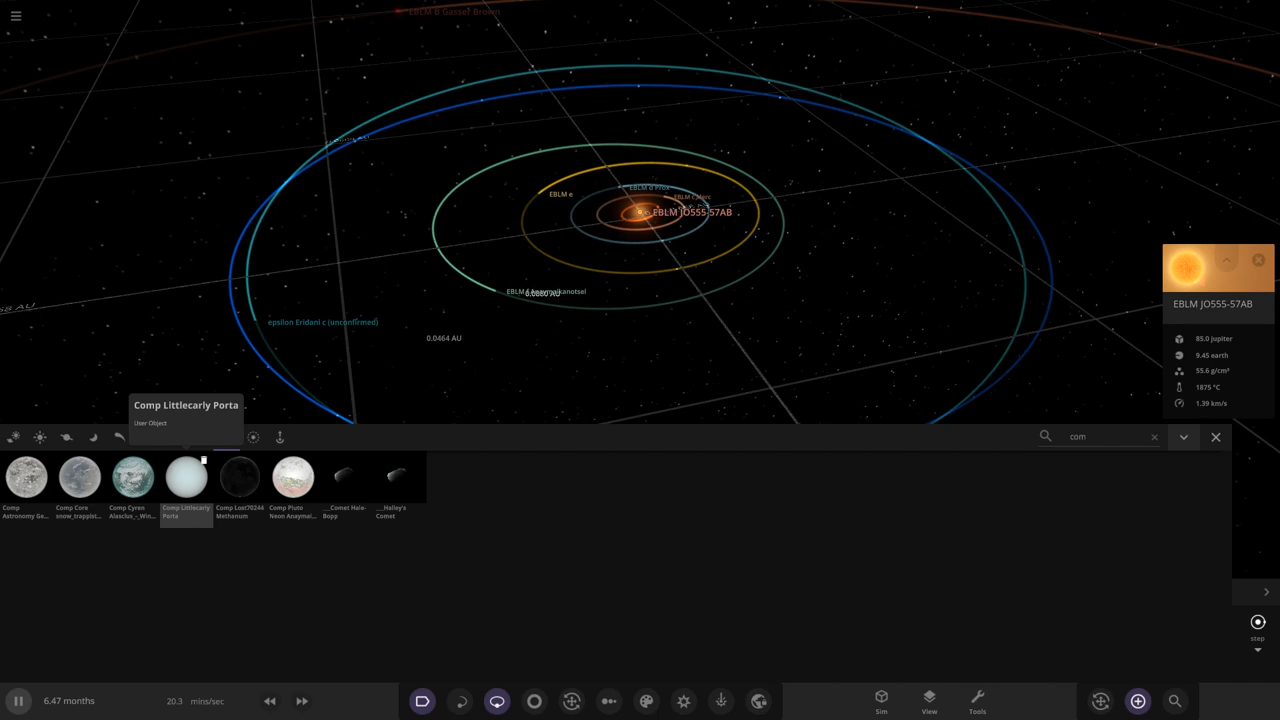 EBLM B Gasser Brown
EBLM d Prox
EBLM e
EBLM JO555-57AB
0.0880 AU
epsilon Eridani c (unconfirmed)
0.0464 AU
EBLM JO555-57AB
85.0 Jupiter
9.45 earth
55.6 g/cm³
1875 °C
1.39 km/s
Comp Littlecarly Porta
User Object
com
Comp
Astronomy Ge...
Comp Core
snow_trappist...
Comp Cyren
Alasclus_-_Win...
Comp Littlecarly
Porta
Comp Lost70244
Methanum
Comp Pluto
Neon Anaymal...
__Comet Hale-
Bopp
__Halley's
Comet
step
6.47 months
20.3 mins/sec
Sim
View
Tools